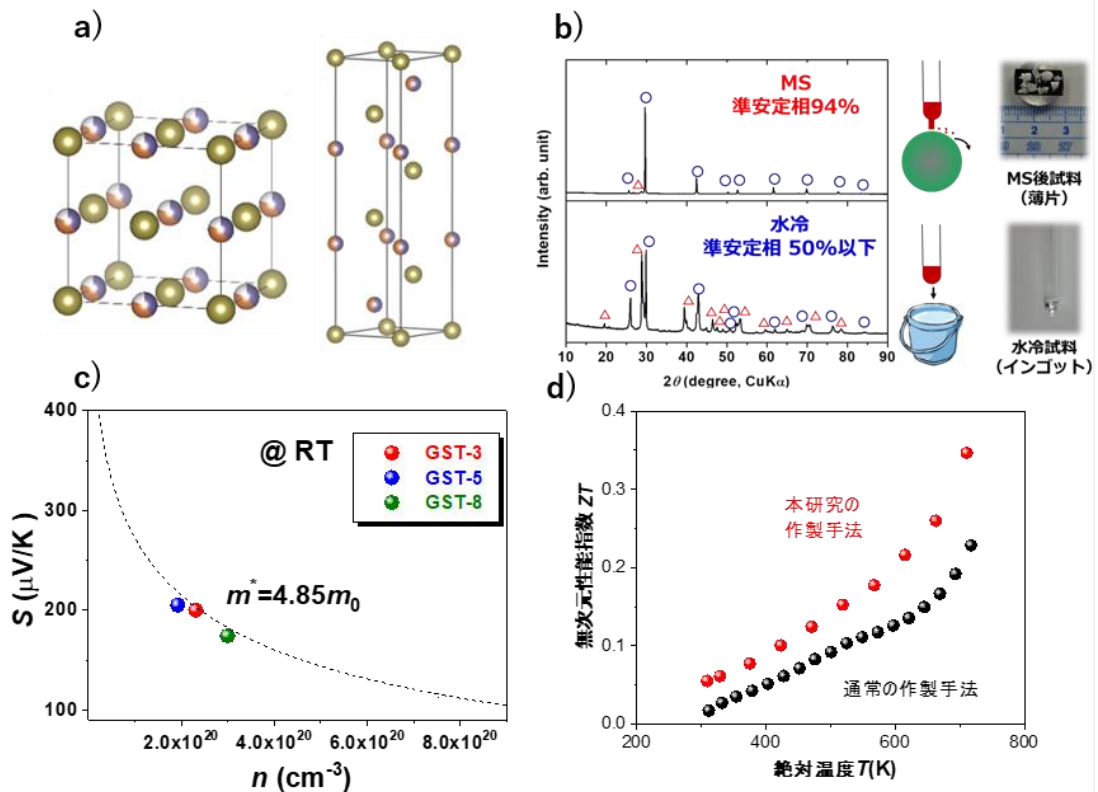 a)
b)
MS
準安定相94%
水冷
準安定相 50%以下
Intensity (arb. unit)
10 20 30 40 50 60 70 80 90
2θ (degree, CuKα)
1 2 3
MS後試料
(薄片)
水冷試料
(インゴット)
c)
400
300
200
100
S (μV/K)
@ RT
GST-3
GST-5
GST-8
m*=4.85m0
2.0x10^20 4.0x10^20 6.0x10^20 8.0x10^20
n (cm^-3)
d)
0.4
0.3
0.2
0.1
0.0
無次元性能指数 ZT
本研究の
作製手法
通常の作製手法
200 400 600 800
絶対温度T(K)